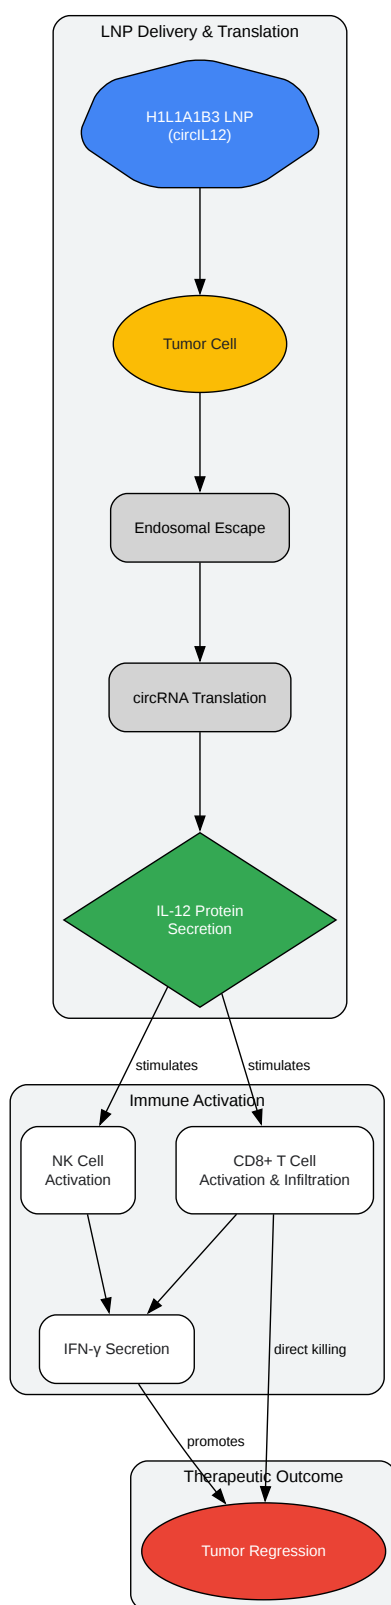 LNP Delivery & Translation
H1L1A1B3 LNP
(circIL12)
Tumor Cell
Endosomal Escape
circRNA Translation
IL-12 Protein
Secretion
stimulates
stimulates
Immune Activation
NK Cell
Activation
CD8+ T Cell
Activation & Infiltration
IFN-γ Secretion
direct killing
promotes
Therapeutic Outcome
Tumor Regression